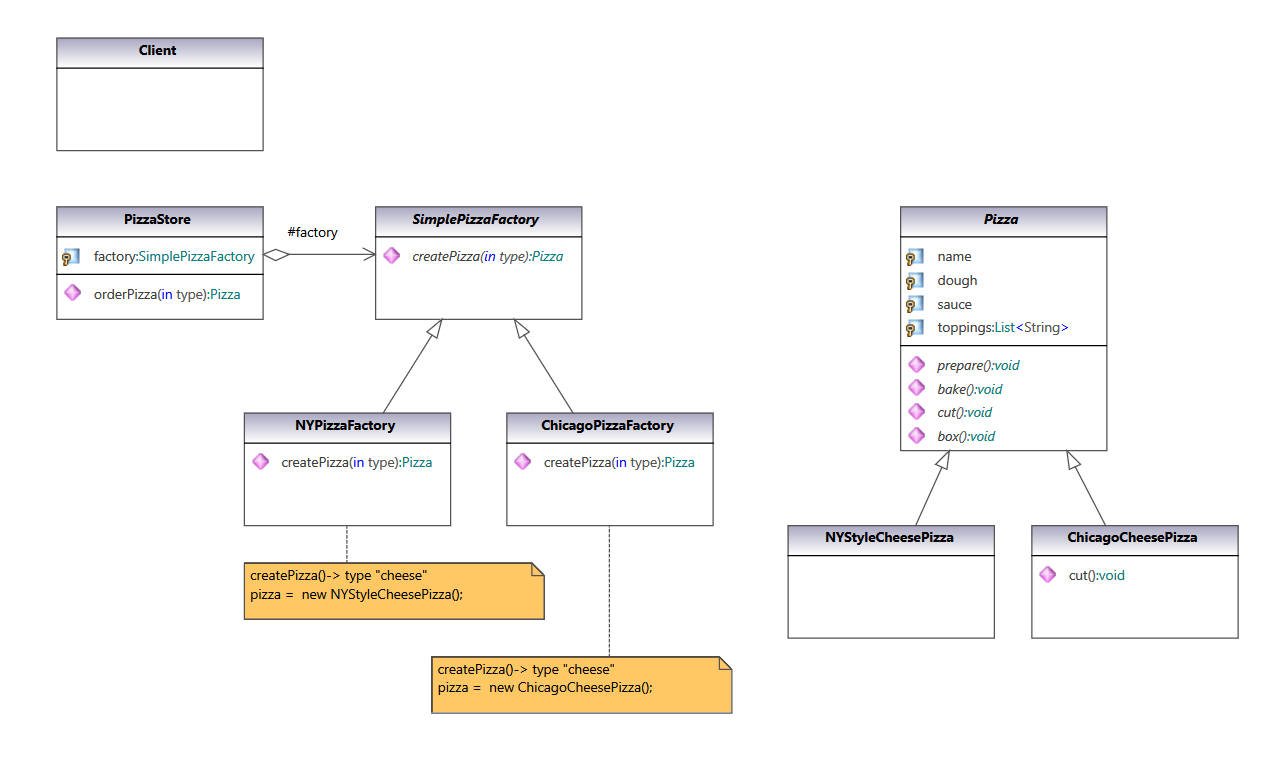 Client
PizzaStore
factory:SimplePizzaFactory
orderPizza(in type):Pizza
#factory
SimplePizzaFactory
createPizza(in type):Pizza
Pizza
name
dough
sauce
toppings:List<String>
prepare():void
bake():void
cut():void
box():void
NYPizzaFactory
createPizza(in type):Pizza
ChicagoPizzaFactory
createPizza(in type):Pizza
NYStyleCheesePizza
ChicagoCheesePizza
cut():void
createPizza()-> type "cheese"
pizza =  new NYStyleCheesePizza();
createPizza()-> type "cheese"
pizza =  new ChicagoCheesePizza();